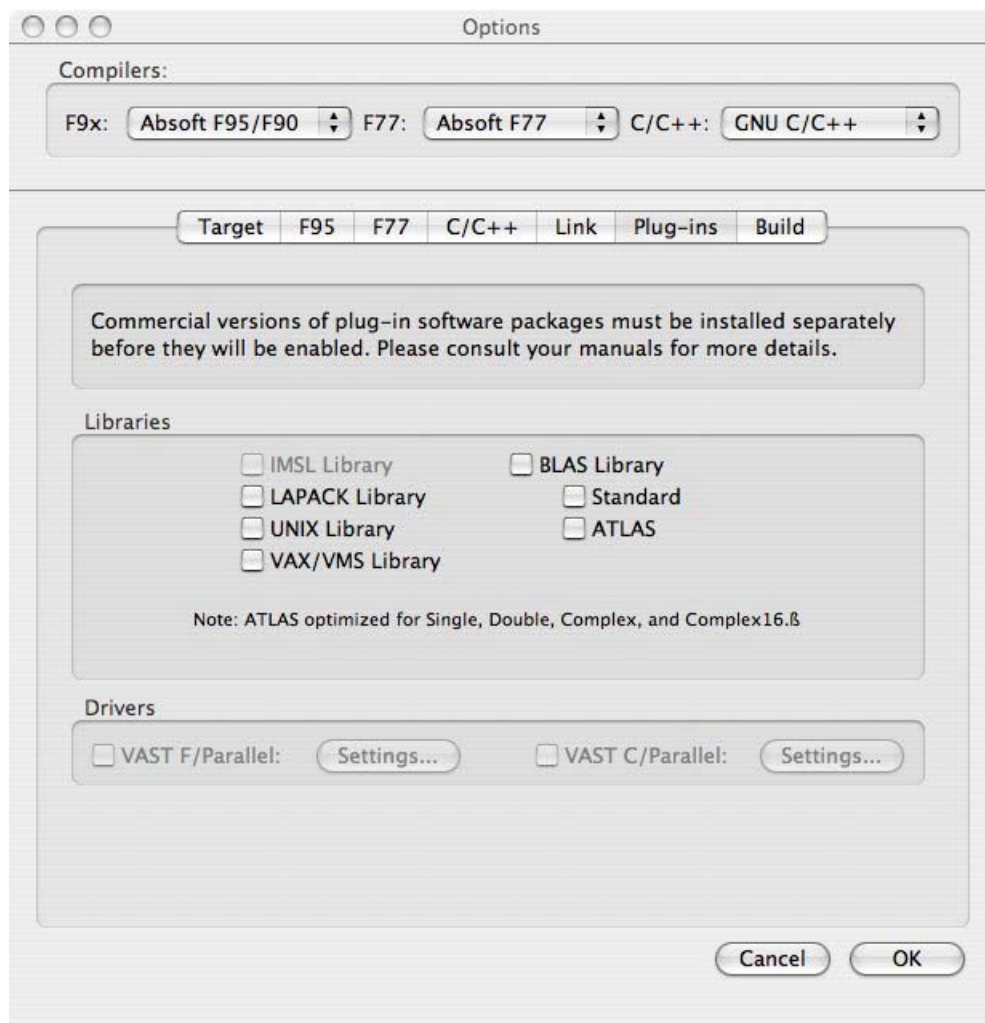 Options
Compilers:
F9x: Absoft F95/F90 F77: Absoft F77 C/C++: GNU C/C++
Target F95 F77 C/C++ Link Plug-ins Build
Commercial versions of plug-in software packages must be installed separately
before they will be enabled. Please consult your manuals for more details.
Libraries
IMSL Library BLAS Library
LAPACK Library Standard
UNIX Library ATLAS
VAX/VMS Library
Note: ATLAS optimized for Single, Double, Complex, and Complex16.ß
Drivers
VAST F/Parallel: Settings... VAST C/Parallel: Settings...
Cancel OK